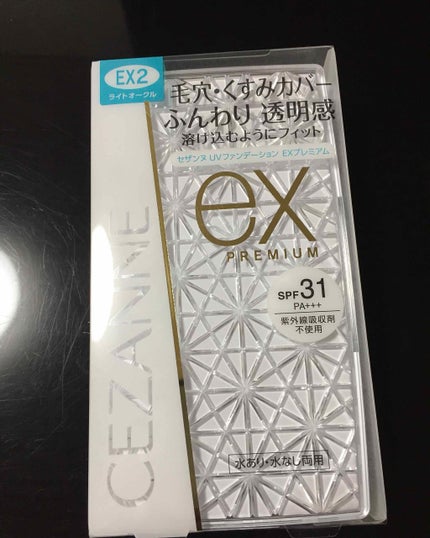 EX2
ライトオークル
毛穴・くすみカバー
ふんわり 透明感
溶け込むようにフィット
セザンヌ UVファンデーション EXプレミアム
ex
PREMIUM
SPF31
PA+++
紫外線吸収剤
不使用
CEZANNE
水あり・水なし両用